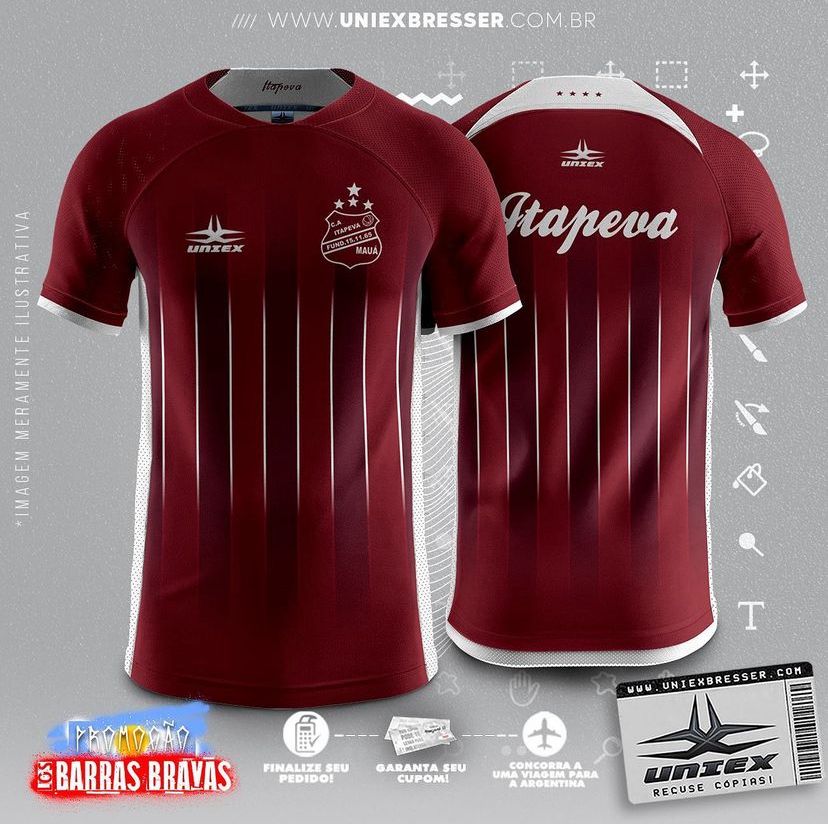 //// WWW.UNIEXBRESSER.COM.BR
Itapeva
UNIEX
C.A
ITAPEVA
FUND.15.11.65
MAUÁ
UNIEX
Itapeva
*IMAGEM MERAMENTE ILUSTRATIVA
T
PROMOÇÃO
LOS BARRAS BRAVAS
FINALIZE SEU
PEDIDO!
GARANTA SEU
CUPOM!
CONCORRA A
UMA VIAGEM PARA
A ARGENTINA
WWW.UNIEXBRESSER.COM
UNIEX
RECUSE CÓPIAS!